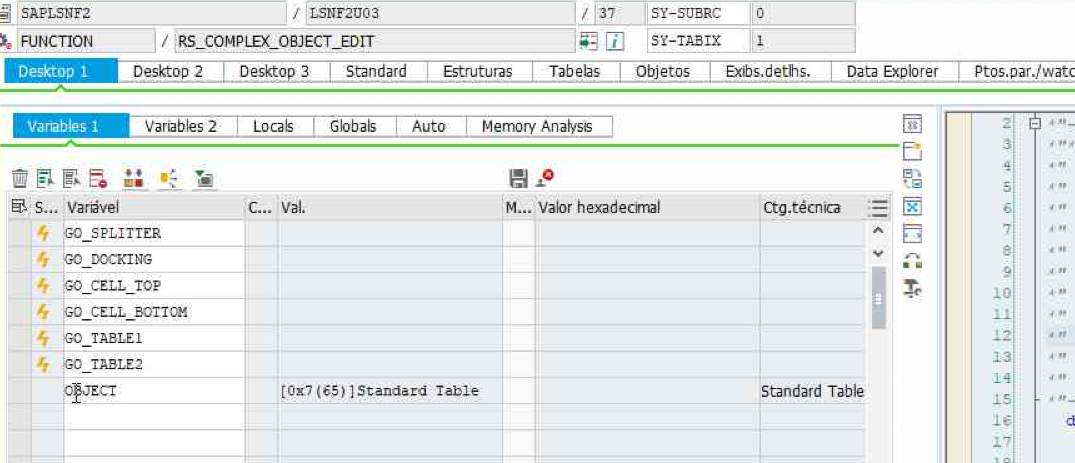 SAPLSNF2 / LSNF2U03 / 37 SY-SUBRC 0
FUNCTION / RS_COMPLEX_OBJECT_EDIT SY-TABIX 1
Desktop 1 Desktop 2 Desktop 3 Standard Estruturas Tabelas Objetos Exibs.detlhs. Data Explorer Ptos.par./watc
Variables 1 Variables 2 Locals Globals Auto Memory Analysis
S... Variável C... Val. M... Valor hexadecimal Ctg.técnica
GO_SPLITTER
GO_DOCKING
GO_CELL_TOP
GO_CELL_BOTTOM
GO_TABLE1
GO_TABLE2
OBJECT [0x7(65)]Standard Table Standard Table
2
3
4
5
6
7
8
9
10
11
12
13
14
15
16 d
17